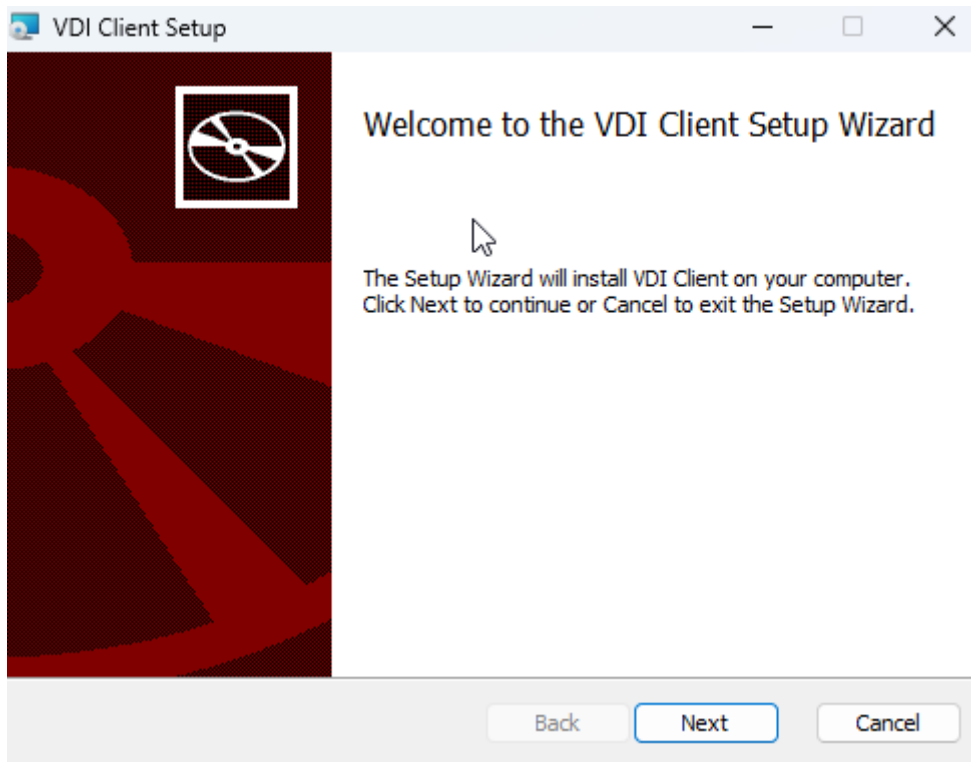 VDI Client Setup
Welcome to the VDI Client Setup Wizard
The Setup Wizard will install VDI Client on your computer.
Click Next to continue or Cancel to exit the Setup Wizard.
Back Next Cancel